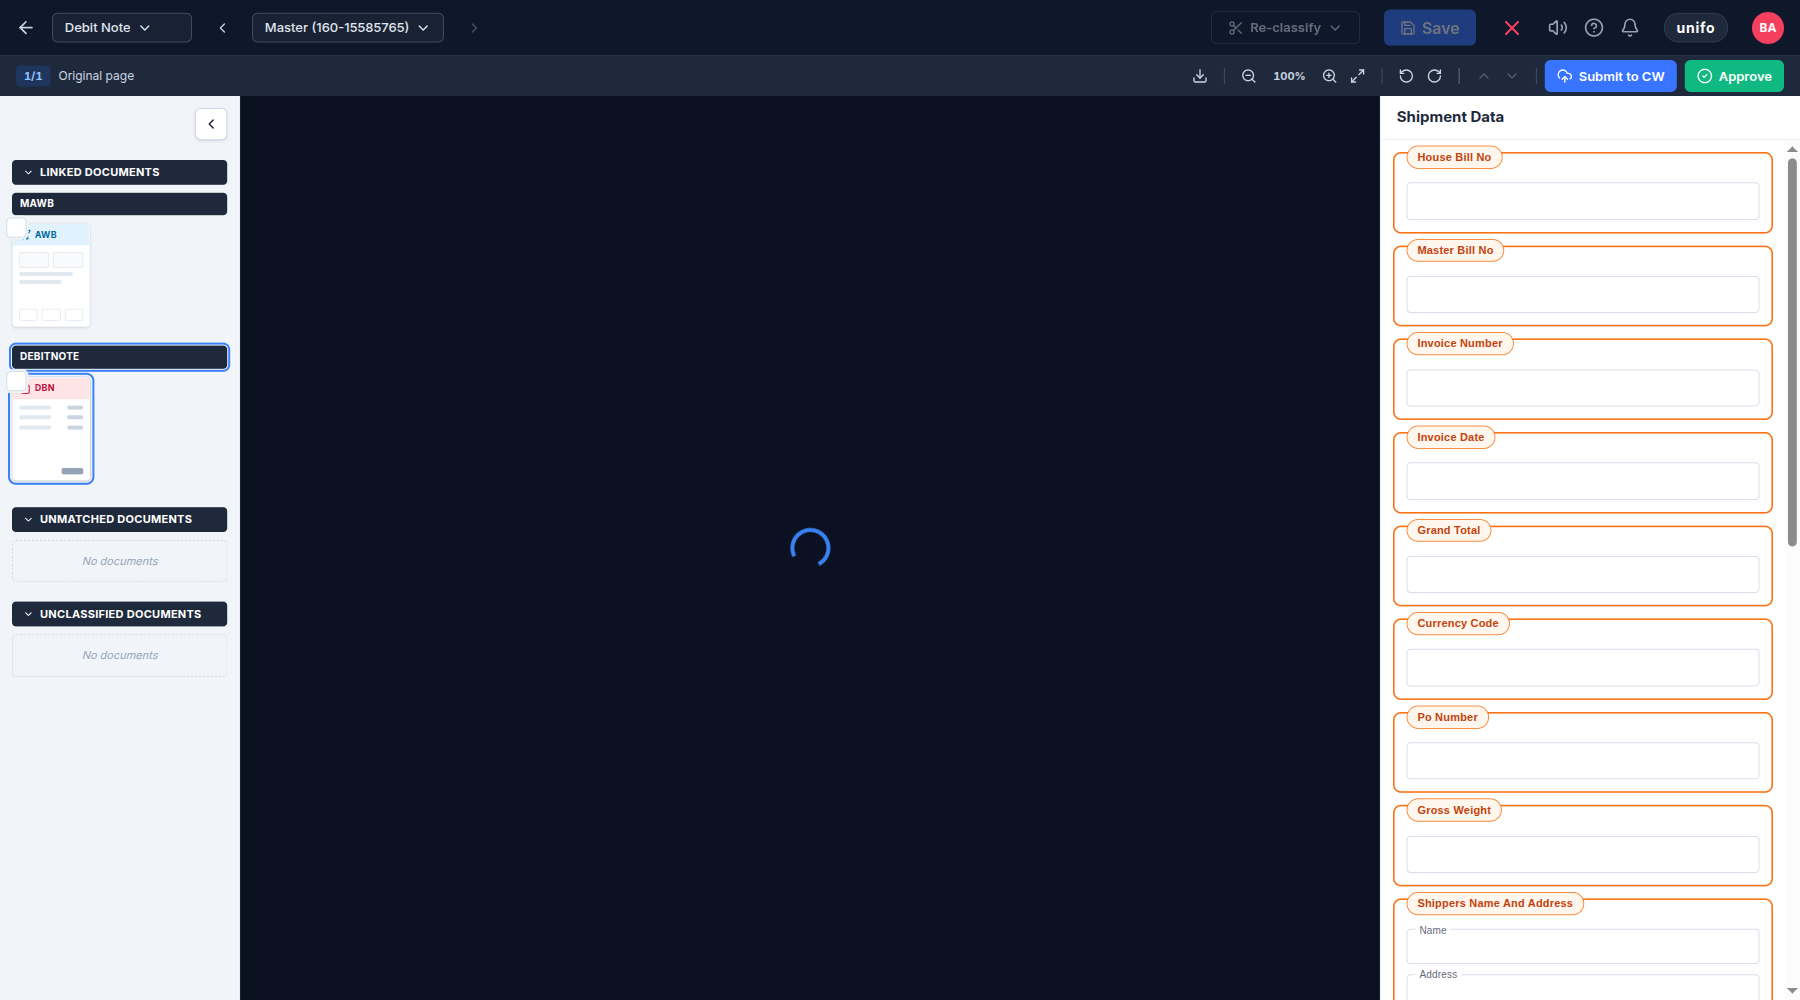 Debit Note
Master (160-15585765)
Re-classify
Save
unifo
BA
1/1
Original page
100%
Submit to CW
Approve
LINKED DOCUMENTS
MAWB
AWB
DEBITNOTE
DBN
UNMATCHED DOCUMENTS
No documents
UNCLASSIFIED DOCUMENTS
No documents
Shipment Data
House Bill No
Master Bill No
Invoice Number
Invoice Date
Grand Total
Currency Code
Po Number
Gross Weight
Shippers Name And Address
Name
Address